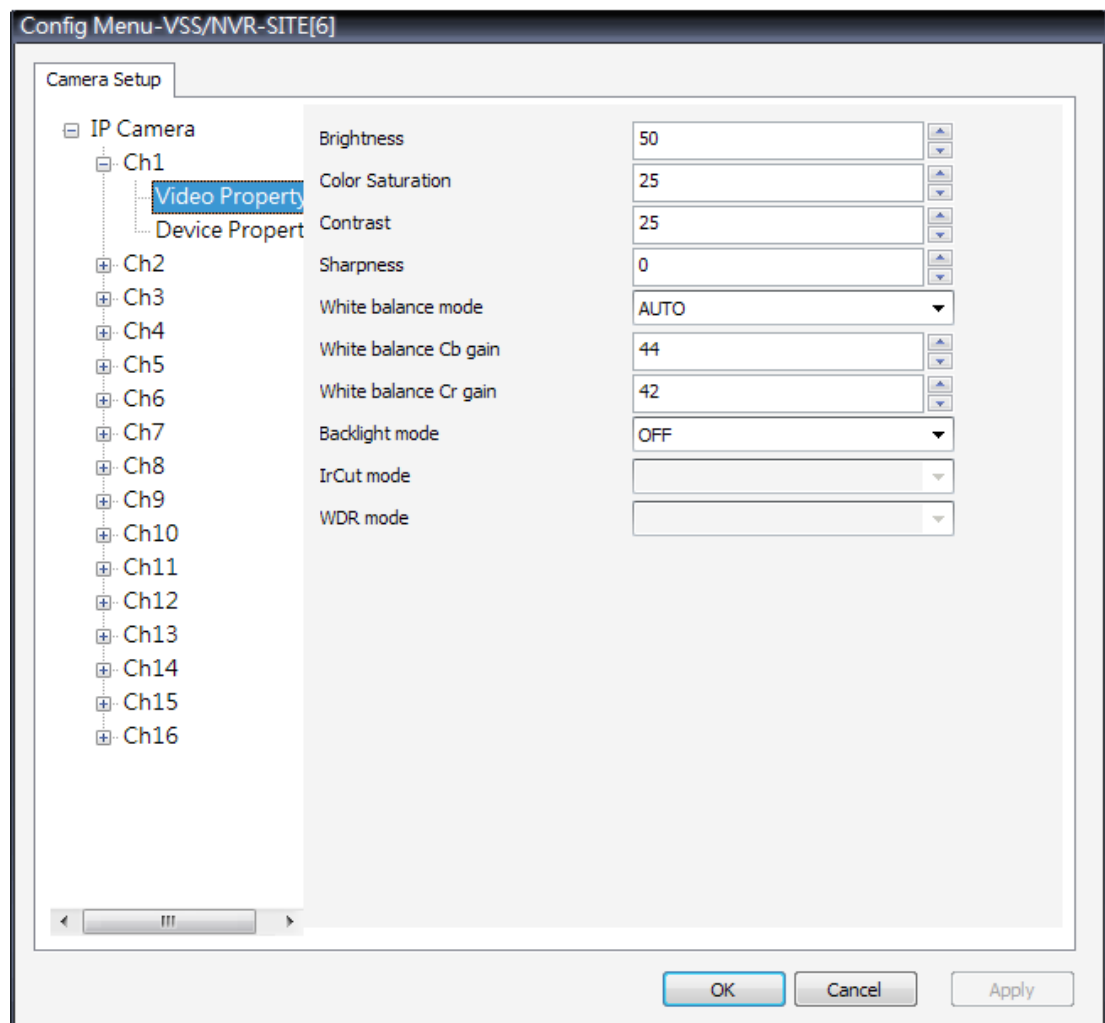 Config Menu-VSS/NVR-SITE[6]
Camera Setup
IP Camera
Ch1
Video Property
Device Propert
Ch2
Ch3
Ch4
Ch5
Ch6
Ch7
Ch8
Ch9
Ch10
Ch11
Ch12
Ch13
Ch14
Ch15
Ch16
Brightness 50
Color Saturation 25
Contrast 25
Sharpness 0
White balance mode AUTO
White balance Cb gain 44
White balance Cr gain 42
Backlight mode OFF
IrCut mode
WDR mode
OK Cancel Apply